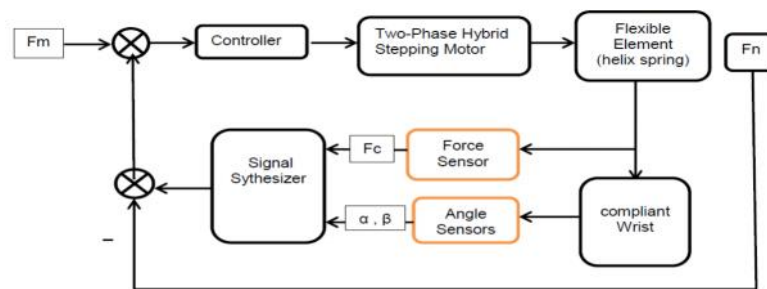 Fm
Controller
Two-Phase Hybrid
Stepping Motor
Flexible
Element
(helix spring)
Fn
Signal
Sythesizer
Fc
Force
Sensor
α , β
Angle
Sensors
compliant
Wrist
–